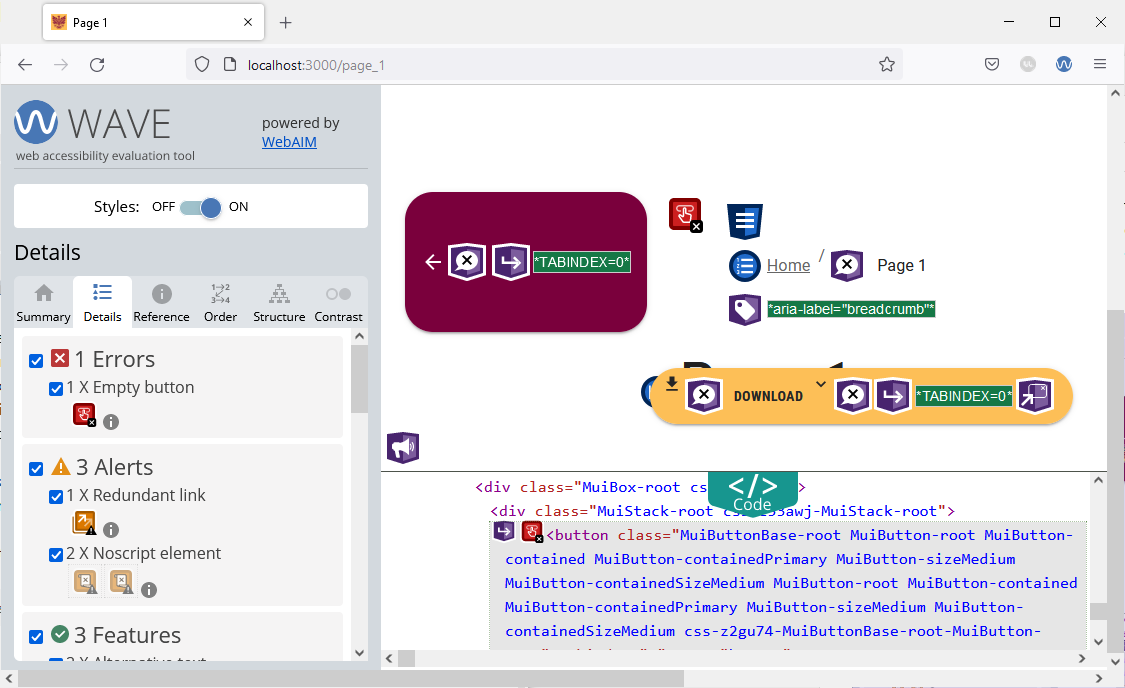 Page 1
localhost:3000/page_1
WAVE
web accessibility evaluation tool
powered by
WebAIM
Styles: OFF ON
Details
Summary Details Reference Order Structure Contrast
1 Errors
1 X Empty button
3 Alerts
1 X Redundant link
2 X Noscript element
3 Features
*TABINDEX=0*
Home / Page 1
*aria-label="breadcrumb"*
DOWNLOAD *TABINDEX=0*
</>
Code
<div class="MuiBox-root cs >
<div class="MuiStack-root awj-MuiStack-root">
<button class="MuiButtonBase-root MuiButton-root MuiButton-
contained MuiButton-containedPrimary MuiButton-sizeMedium
MuiButton-containedSizeMedium MuiButton-root MuiButton-contained
MuiButton-containedPrimary MuiButton-sizeMedium MuiButton-
containedSizeMedium css-z2gu74-MuiButtonBase-root-MuiButton-